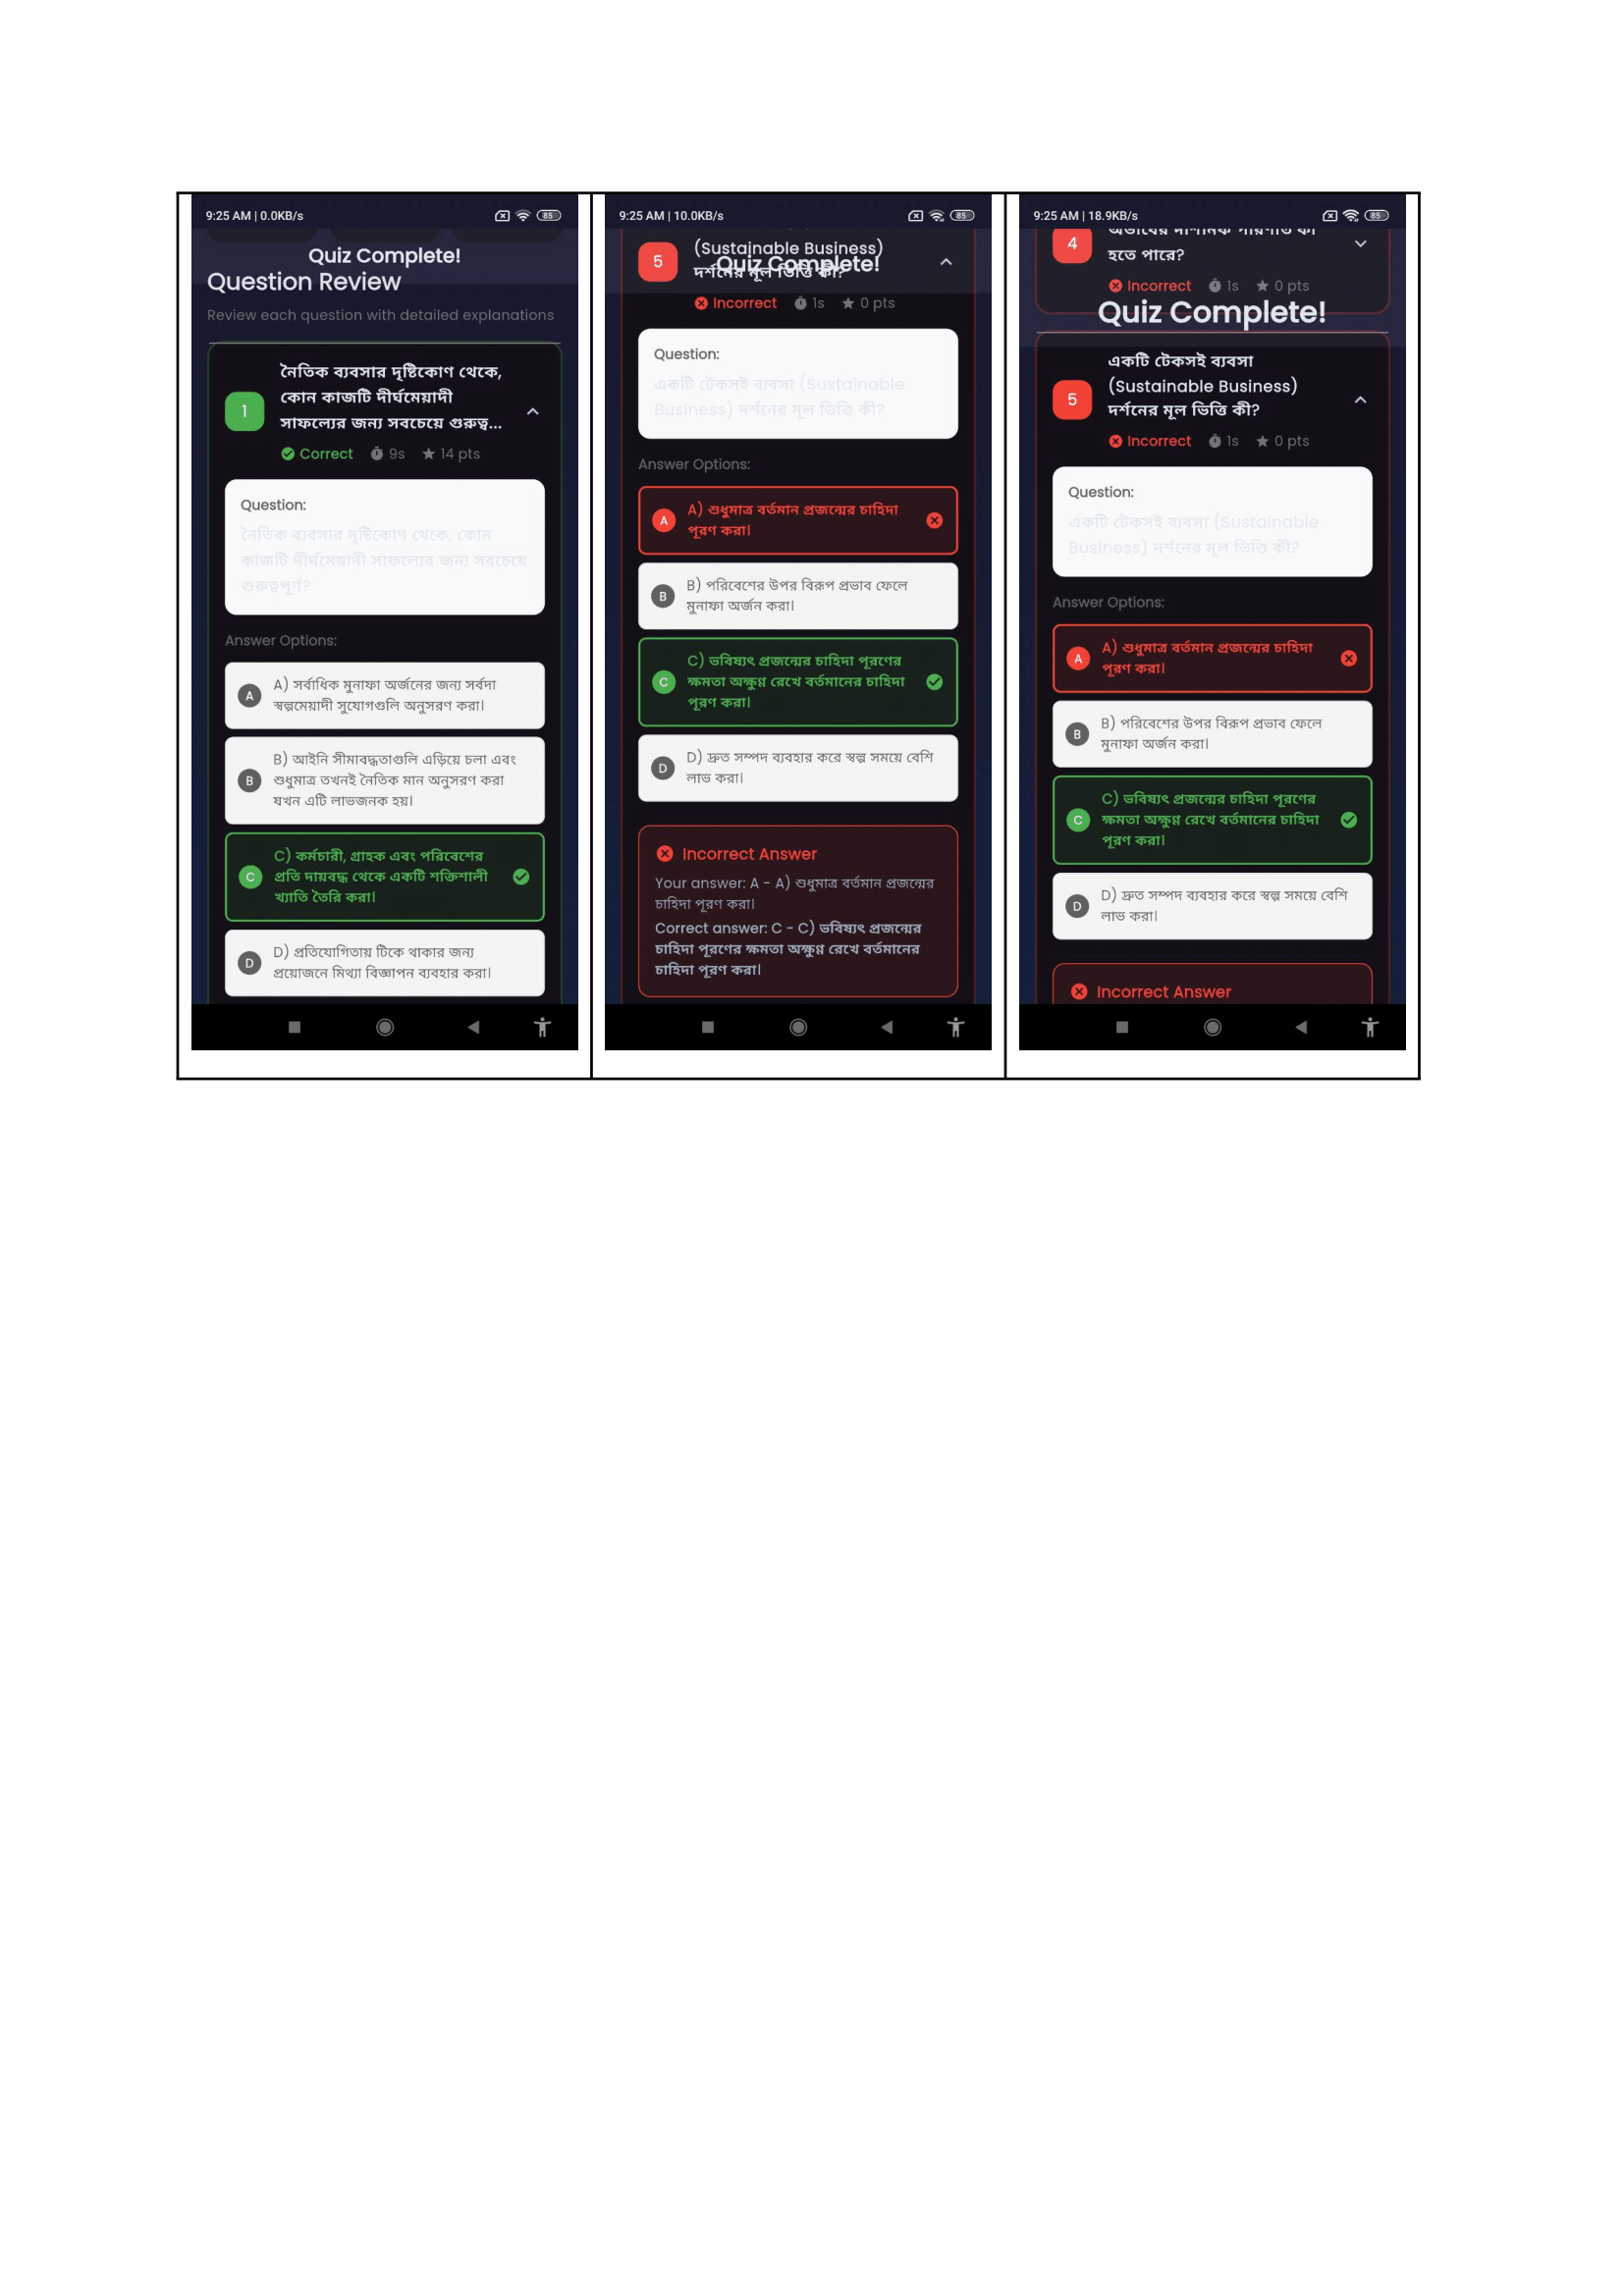 9:25 AM | 0.0KB/s
85
Quiz Complete!
Question Review
Review each question with detailed explanations
1
নৈতিক ব্যবসার দৃষ্টিকোণ থেকে,
কোন কাজটি দীর্ঘমেয়াদী
সাফল্যের জন্য সবচেয়ে গুরুত্ব...
Correct 9s 14 pts
Question:
নৈতিক ব্যবসার দৃষ্টিকোণ থেকে, কোন
কাজটি দীর্ঘমেয়াদী সাফল্যের জন্য সবচেয়ে
গুরুত্বপূর্ণ?
Answer Options:
A
A) সর্বাধিক মুনাফা অর্জনের জন্য সর্বদা
স্বল্পমেয়াদী সুযোগগুলি অনুসরণ করা।
B
B) আইনি সীমাবদ্ধতাগুলি এড়িয়ে চলা এবং
শুধুমাত্র তখনই নৈতিক মান অনুসরণ করা
যখন এটি লাভজনক হয়।
C
C) কর্মচারী, গ্রাহক এবং পরিবেশের
প্রতি দায়বদ্ধ থেকে একটি শক্তিশালী
খ্যাতি তৈরি করা।
D
D) প্রতিযোগিতায় টিকে থাকার জন্য
প্রয়োজনে মিথ্যা বিজ্ঞাপন ব্যবহার করা।
9:25 AM | 10.0KB/s
85
5
(Sustainable Business)
দর্শনের মূল ভিত্তি কী?
Quiz Complete!
Incorrect 1s 0 pts
Question:
একটি টেকসই ব্যবসা (Sustainable
Business) দর্শনের মূল ভিত্তি কী?
Answer Options:
A
A) শুধুমাত্র বর্তমান প্রজন্মের চাহিদা
পূরণ করা।
B
B) পরিবেশের উপর বিরূপ প্রভাব ফেলে
মুনাফা অর্জন করা।
C
C) ভবিষ্যৎ প্রজন্মের চাহিদা পূরণের
ক্ষমতা অক্ষুণ্ণ রেখে বর্তমানের চাহিদা
পূরণ করা।
D
D) দ্রুত সম্পদ ব্যবহার করে স্বল্প সময়ে বেশি
লাভ করা।
Incorrect Answer
Your answer: A - A) শুধুমাত্র বর্তমান প্রজন্মের
চাহিদা পূরণ করা।
Correct answer: C - C) ভবিষ্যৎ প্রজন্মের
চাহিদা পূরণের ক্ষমতা অক্ষুণ্ণ রেখে বর্তমানের
চাহিদা পূরণ করা।
9:25 AM | 18.9KB/s
85
4
হতে পারে?
Incorrect 1s 0 pts
Quiz Complete!
5
একটি টেকসই ব্যবসা
(Sustainable Business)
দর্শনের মূল ভিত্তি কী?
Incorrect 1s 0 pts
Question:
একটি টেকসই ব্যবসা (Sustainable
Business) দর্শনের মূল ভিত্তি কী?
Answer Options:
A
A) শুধুমাত্র বর্তমান প্রজন্মের চাহিদা
পূরণ করা।
B
B) পরিবেশের উপর বিরূপ প্রভাব ফেলে
মুনাফা অর্জন করা।
C
C) ভবিষ্যৎ প্রজন্মের চাহিদা পূরণের
ক্ষমতা অক্ষুণ্ণ রেখে বর্তমানের চাহিদা
পূরণ করা।
D
D) দ্রুত সম্পদ ব্যবহার করে স্বল্প সময়ে বেশি
লাভ করা।
Incorrect Answer